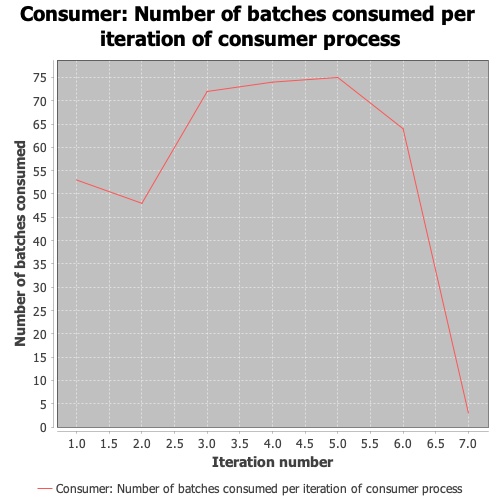 Consumer: Number of batches consumed per
iteration of consumer process
75
70
65
60
55
50
45
40
35
30
25
20
15
10
5
0
Number of batches consumed
1.0 1.5 2.0 2.5 3.0 3.5 4.0 4.5 5.0 5.5 6.0 6.5 7.0
Iteration number
Consumer: Number of batches consumed per iteration of consumer process